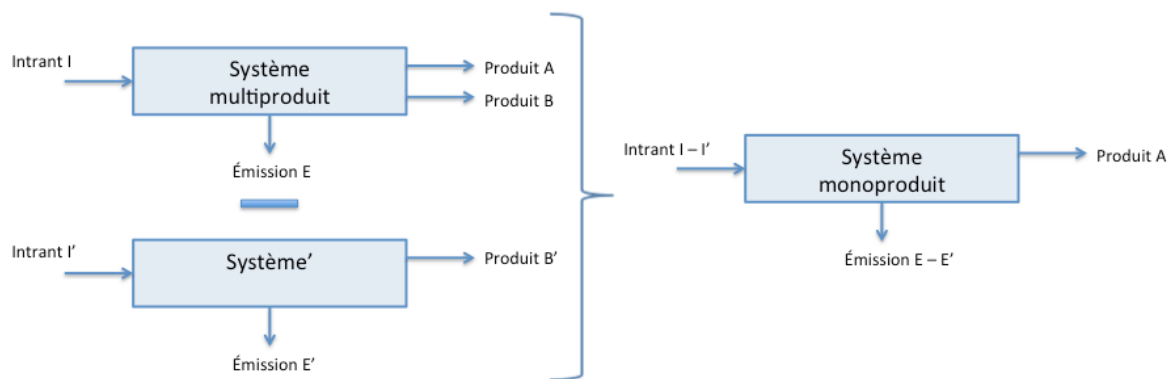 Intrant I
Système
multiproduit
Produit A
Produit B
Émission E
Intrant I'
Système'
Produit B'
Émission E'
Intrant I – I'
Système
monoproduit
Produit A
Émission E – E'